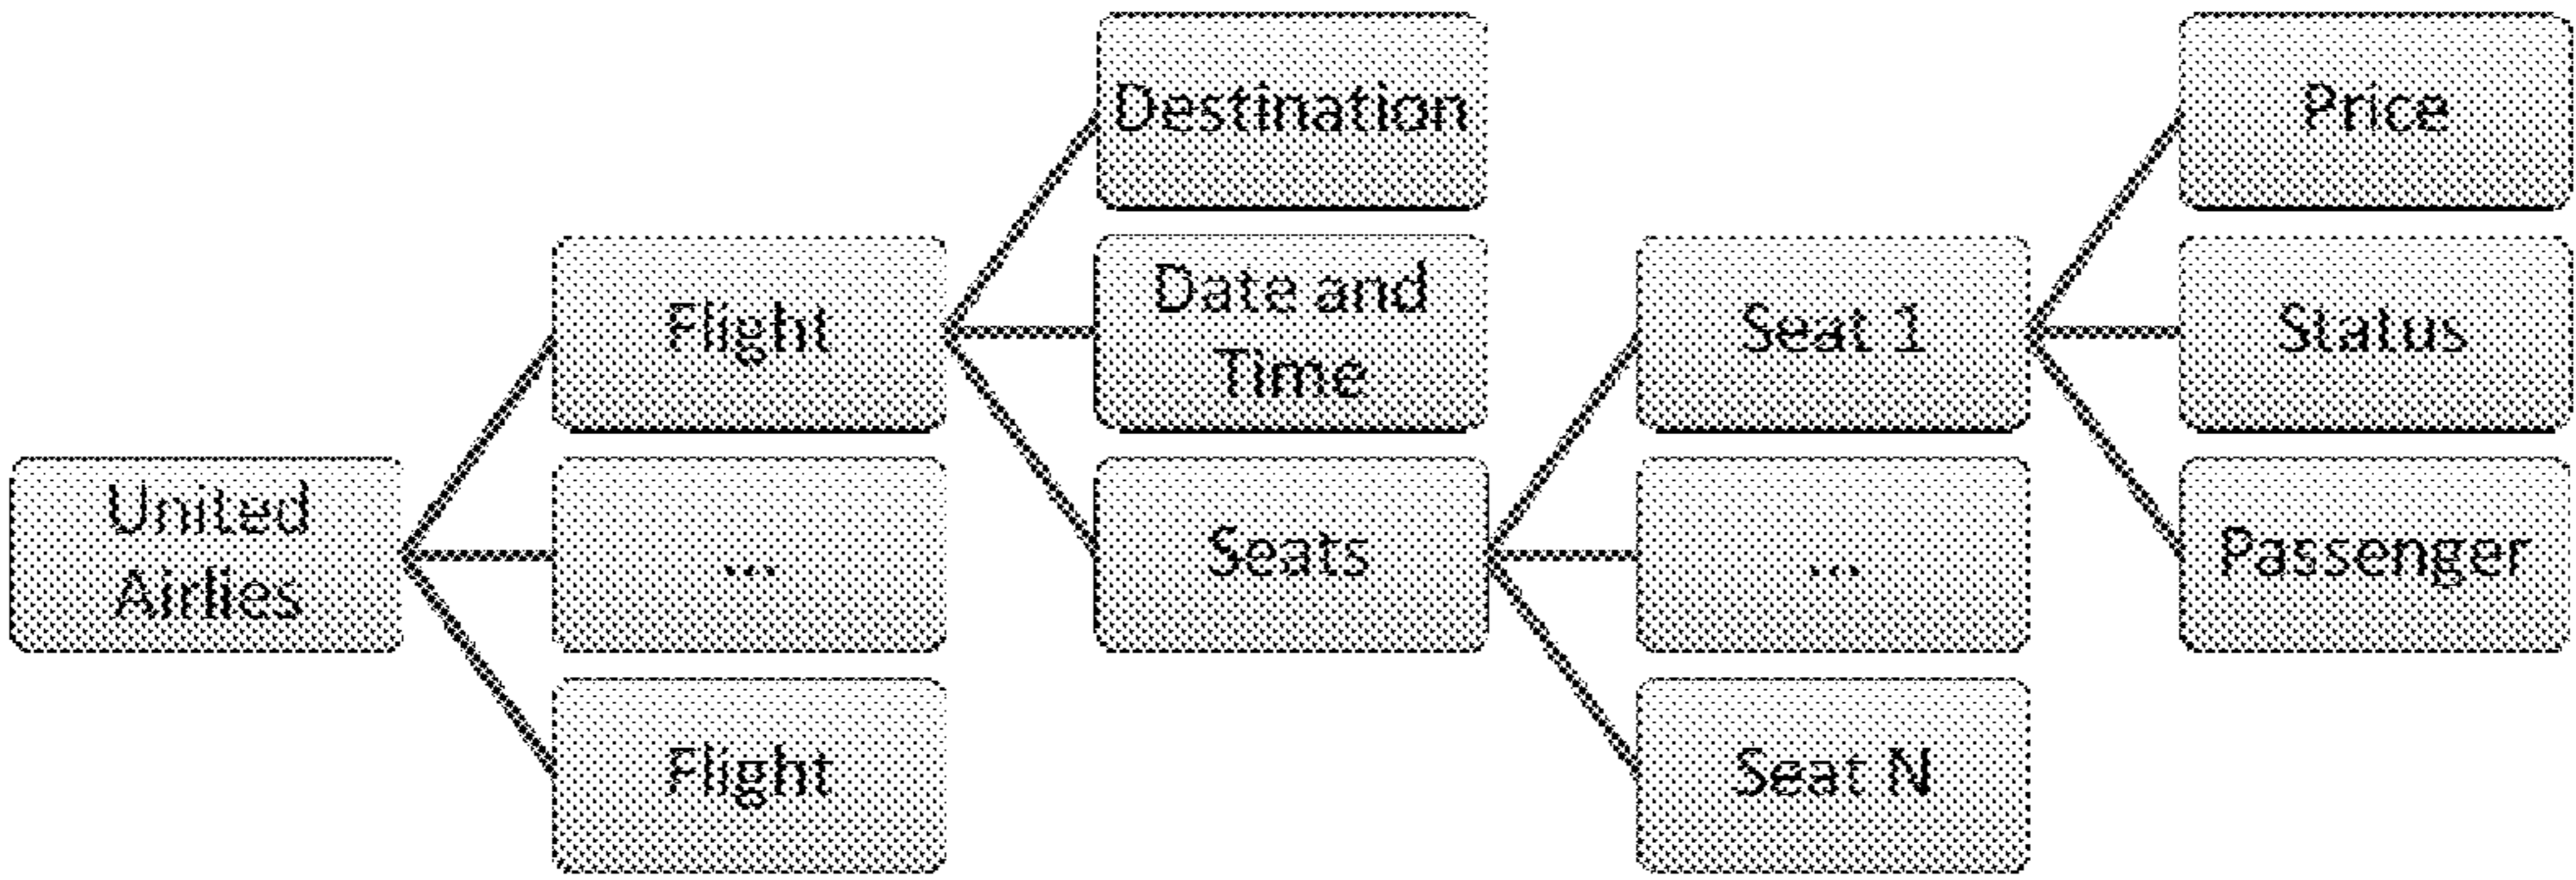 United
Airlies
Flight
...
Flight
Destination
Date and
Time
Seats
Seat 1
...
Seat N
Price
Status
Passenger